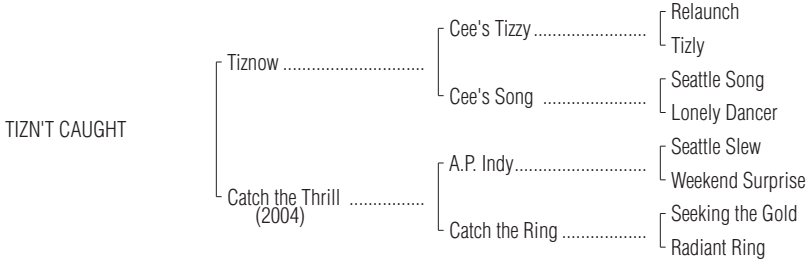 Relaunch
Cee's Tizzy........................
Tizly
Tiznow ..............................
Seattle Song
Cee's Song ......................
Lonely Dancer
TIZN'T CAUGHT
Seattle Slew
A.P. Indy............................
Weekend Surprise
Catch the Thrill ................
(2004)
Seeking the Gold
Catch the Ring ..................
Radiant Ring